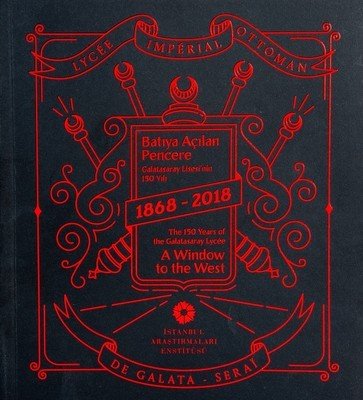 LYCÉE IMPÉRIAL OTTOMAN
Batıya Açılan
Pencere
Galatasaray Lisesi'nin
150 Yılı
1868 - 2018
The 150 Years of
the Galatasaray Lycée
A Window
to the West
İSTANBUL
ARAŞTIRMALARI
ENSTİTÜSÜ
DE GALATA - SERAÏ